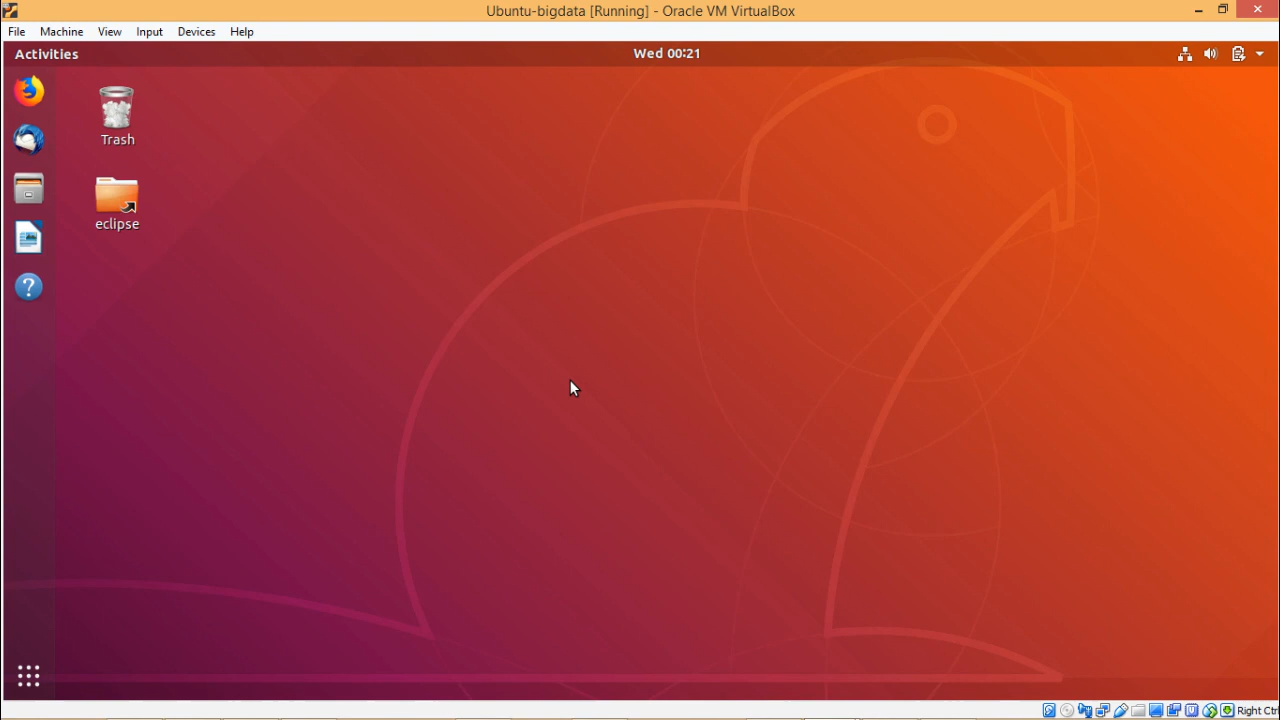 Ubuntu-bigdata [Running] - Oracle VM VirtualBox
File Machine View Input Devices Help
Activities Wed 00:21
Trash
eclipse
?
Right Ctrl